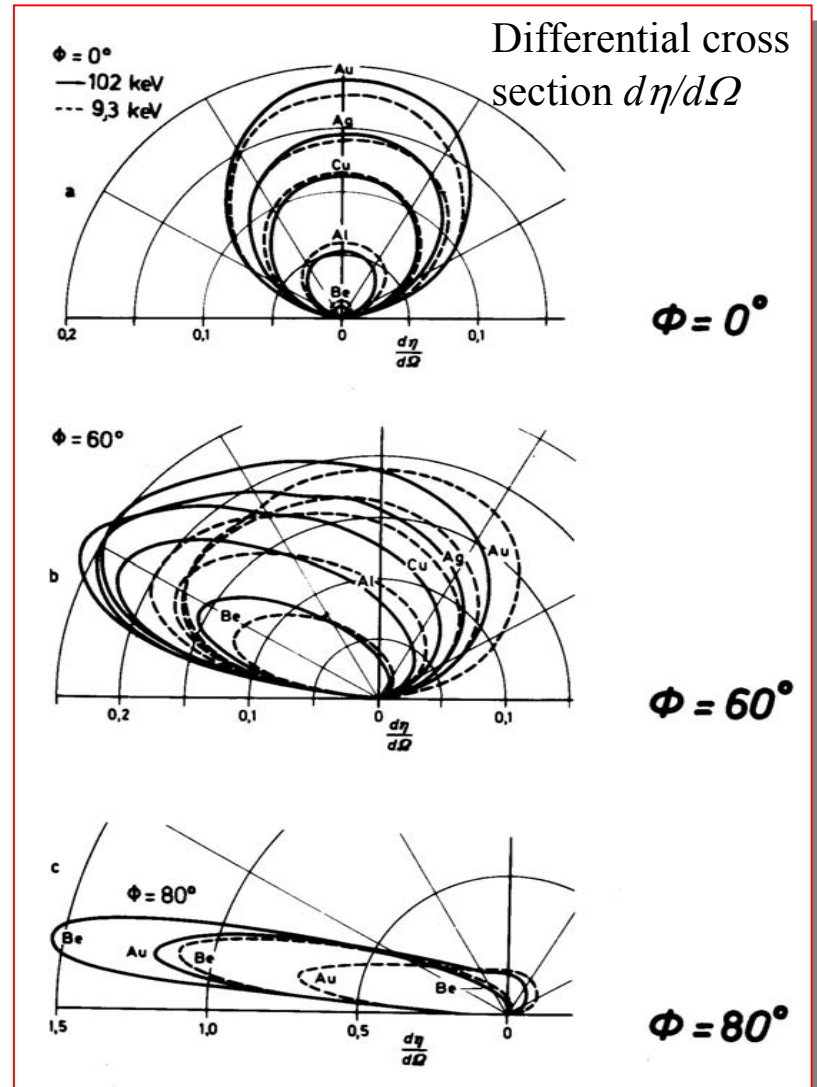 Differential cross
section dη/dΩ
Φ = 0°
— 102 keV
--- 9,3 keV
Au
Ag
Cu
Al
Be
a
0,2
0,1
0
0,1
dη
dΩ
Φ = 0°
Φ = 60°
b
Be
Al
Cu
Ag
Au
0,2
0,1
0
0,1
dη
dΩ
Φ = 60°
c
Φ = 80°
Be
Au
Be
Au
Be
1,5
1,0
0,5
0
dη
dΩ
Φ = 80°